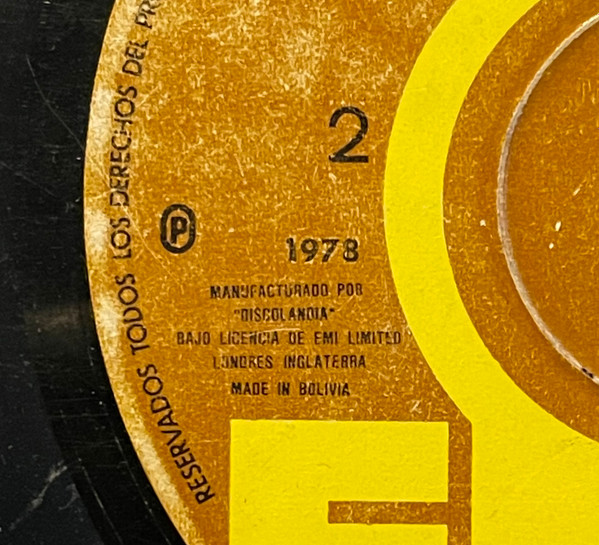 RESERVADOS TODOS LOS DERECHOS DEL PR
2
Ⓟ
1978
MANUFACTURADO POR
"DISCOLANDIA"
BAJO LICENCIA DE EMI LIMITED
LONDRES INGLATERRA
MADE IN BOLIVIA